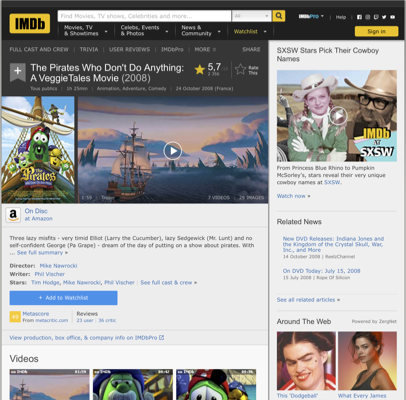 IMDb
Find Movies, TV shows, Celebrities and more...
All
IMDbPro
Help
Movies, TV & Showtimes
Celebs, Events & Photos
News & Community
Watchlist
Sign in
FULL CAST AND CREW | TRIVIA | USER REVIEWS | IMDbPro | MORE
SHARE
The Pirates Who Don't Do Anything: A VeggieTales Movie (2008)
5,7
Rate This
Tous publics | 1h 25min | Animation, Adventure, Comedy | 24 October 2008 (France)
Pirates
1:59 | Trailer
7 VIDEOS | 25 IMAGES
a
On Disc
at Amazon
Three lazy misfits - very timid Elliot (Larry the Cucumber), lazy Sedgewick (Mr. Lunt) and no self-confident George (Pa Grape) - dream of the day of putting on a show about pirates. With ... See full summary »
Director: Mike Nawrocki
Writer: Phil Vischer
Stars: Tim Hodge, Mike Nawrocki, Phil Vischer | See full cast & crew »
+ Add to Watchlist
Metascore
From metacritic.com
Reviews
23 user | 36 critic
View production, box office, & company info on IMDbPro
Videos
SXSW Stars Pick Their Cowboy Names
IMDb
AT
SXSW
From Princess Blue Rhino to Pumpkin McSorley's, stars reveal their very unique cowboy names at SXSW.
Watch now »
Related News
New DVD Releases: Indiana Jones and the Kingdom of the Crystal Skull, War, Inc., and More
14 October 2008 | ReelzChannel
On DVD Today: July 15, 2008
15 July 2008 | Rope Of Silicon
See all related articles »
Around The Web
Powered by ZergNet
This 'Dodgeball'
What Every James